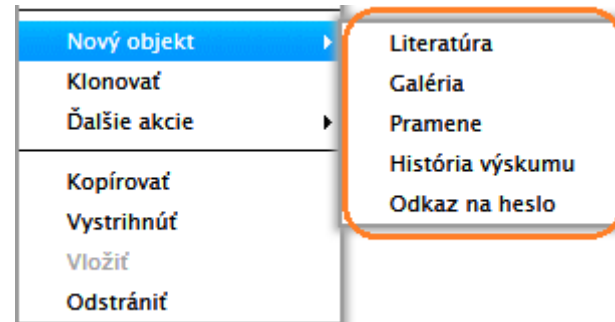 Nový objekt
Klonovať
Ďalšie akcie
Kopírovať
Vystrihnúť
Vložiť
Odstrániť
Literatúra
Galéria
Pramene
História výskumu
Odkaz na heslo